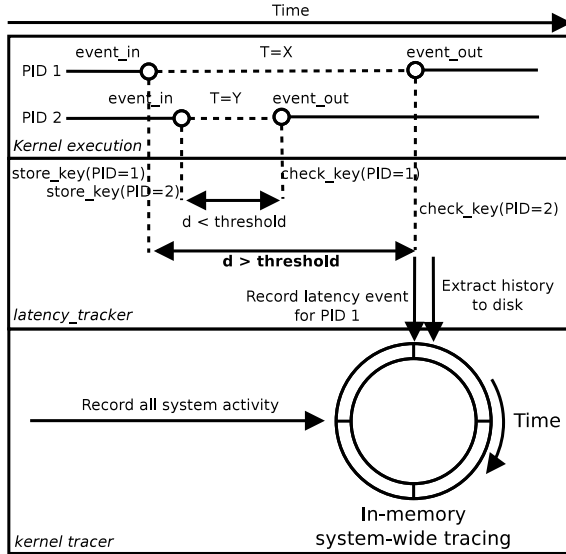 Time
event_in
T=X
event_out
PID 1
event_in
T=Y
event_out
PID 2
Kernel execution
store_key(PID=1)
check_key(PID=1)
store_key(PID=2)
d < threshold
check_key(PID=2)
d > threshold
Record latency event
for PID 1
Extract history
to disk
latency_tracker
Record all system activity
Time
In-memory
system-wide tracing
kernel tracer